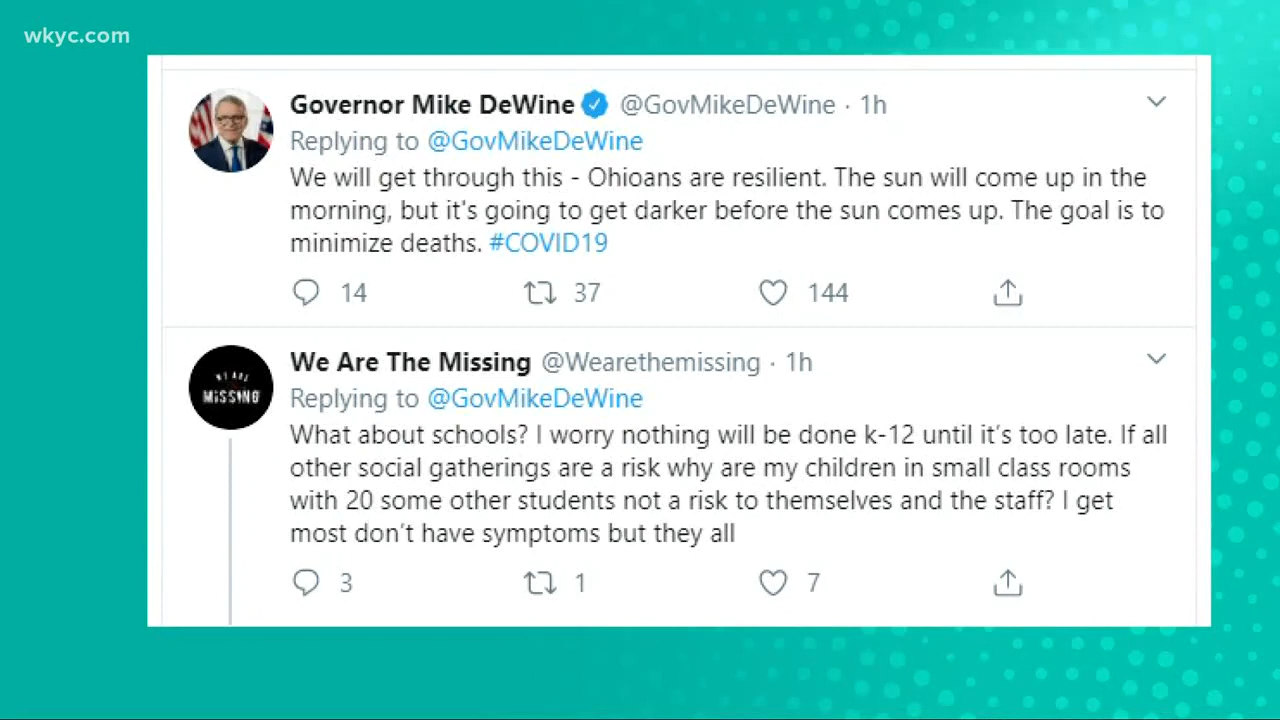 wkyc.com
Governor Mike DeWine @GovMikeDeWine · 1h
Replying to @GovMikeDeWine
We will get through this - Ohioans are resilient. The sun will come up in the
morning, but it's going to get darker before the sun comes up. The goal is to
minimize deaths. #COVID19
14 37 144
We Are The Missing @Wearethemissing · 1h
WE ARE
MISSING
Replying to @GovMikeDeWine
What about schools? I worry nothing will be done k-12 until it’s too late. If all
other social gatherings are a risk why are my children in small class rooms
with 20 some other students not a risk to themselves and the staff? I get
most don’t have symptoms but they all
3 1 7